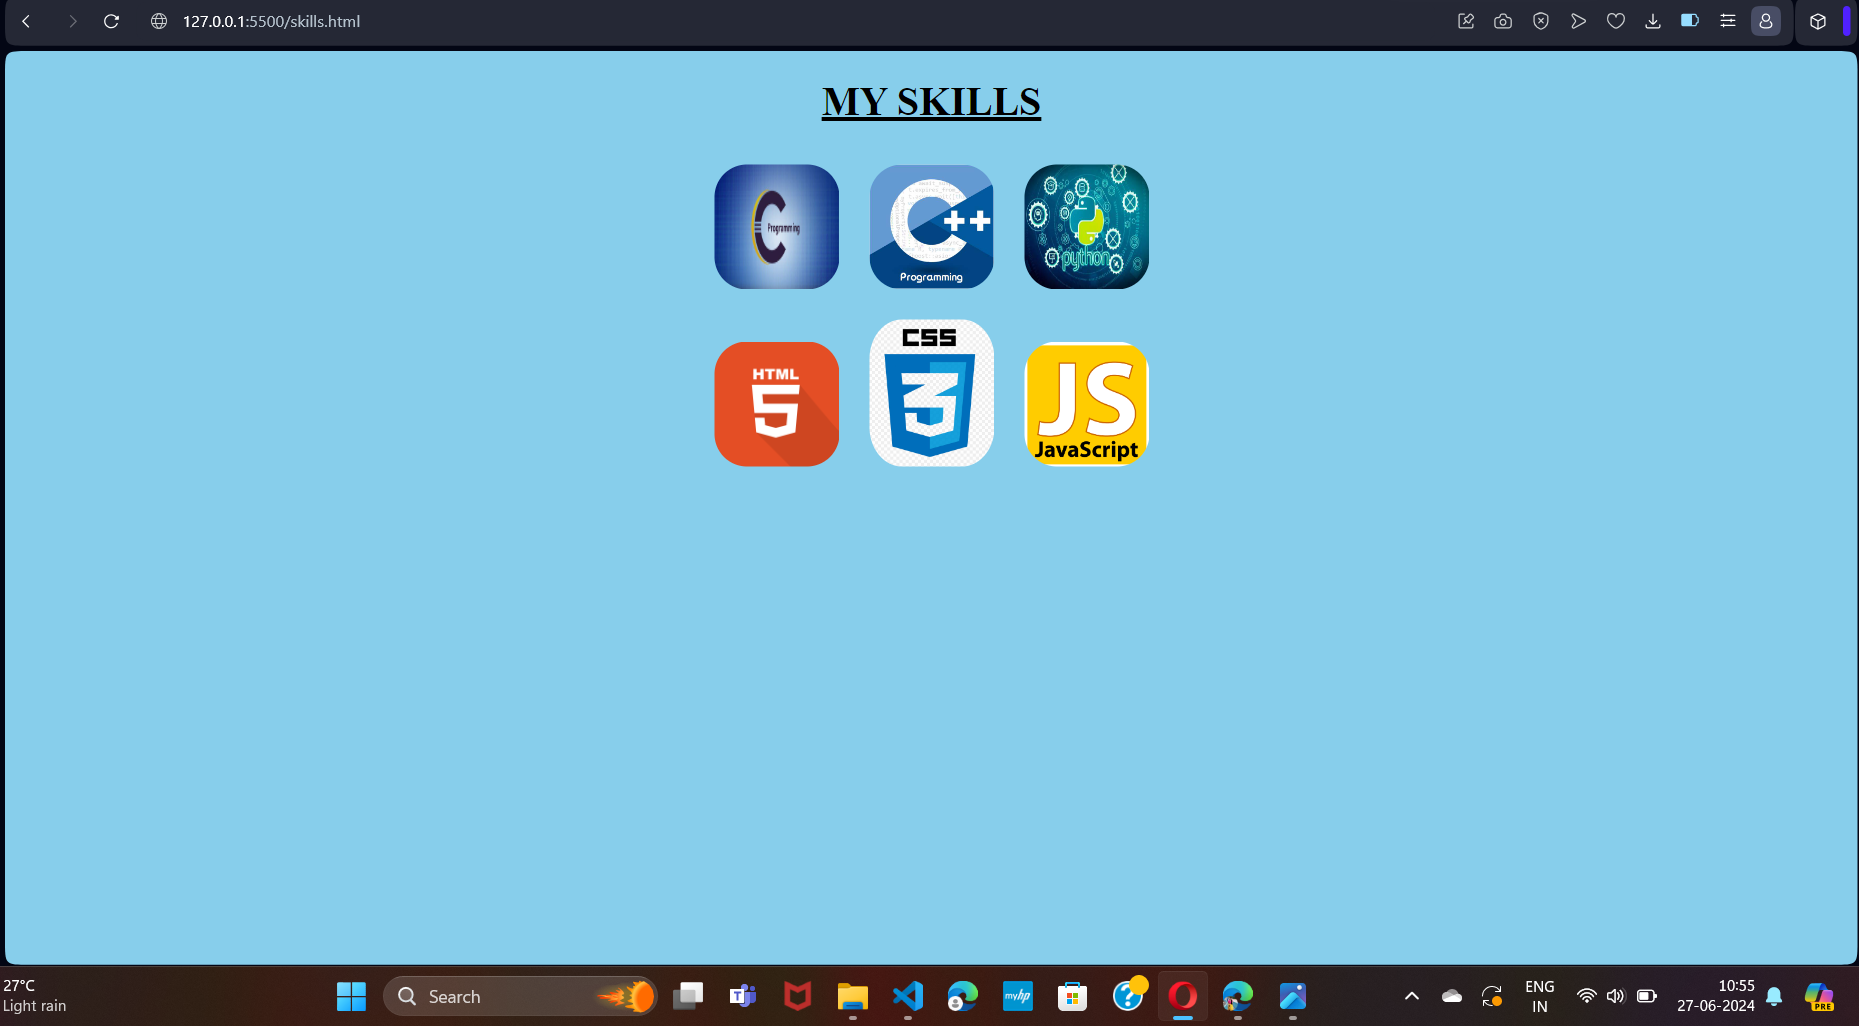 127.0.0.1:5500/skills.html
MY SKILLS
C Programming
C++
Programming
python
HTML
5
CSS
3
JS
JavaScript
27°C
Light rain
Search
myhp
ENG
IN
10:55
27-06-2024
PRE